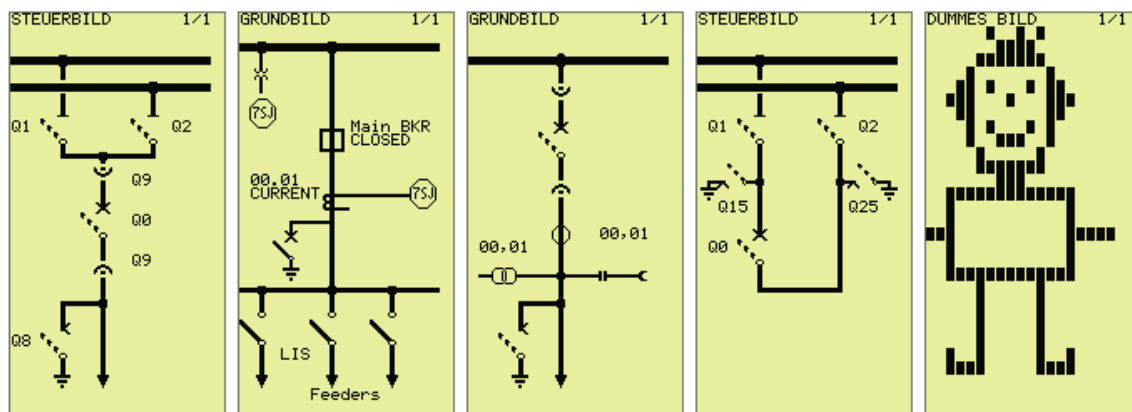 STEUERBILD 1/1
Q1
Q2
Q9
Q0
Q9
Q8
GRUNDBILD 1/1
7SJ
Main BKR
CLOSED
00.01
CURRENT
7SJ
LIS
Feeders
GRUNDBILD 1/1
00,01
00,01
STEUERBILD 1/1
Q1
Q2
Q15
Q25
Q0
DUMMES BILD 1/1